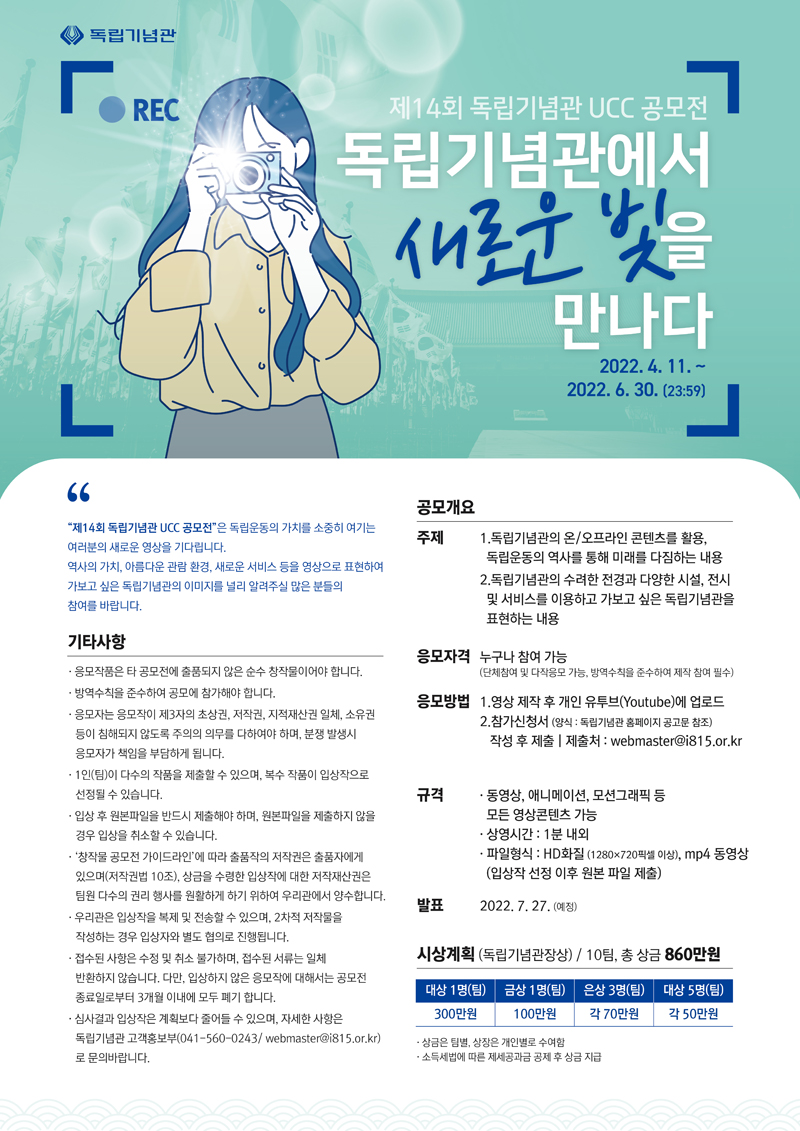 독립기념관
REC
제14회 독립기념관 UCC 공모전
독립기념관에서
새로운 빛을
만나다
2022. 4. 11. ~
2022. 6. 30. (23:59)
“
“제14회 독립기념관 UCC 공모전”은 독립운동의 가치를 소중히 여기는
여러분의 새로운 영상을 기다립니다.
역사의 가치, 아름다운 관람 환경, 새로운 서비스 등을 영상으로 표현하여
가보고 싶은 독립기념관의 이미지를 널리 알려주실 많은 분들의
참여를 바랍니다.
기타사항
· 응모작품은 타 공모전에 출품되지 않은 순수 창작물이어야 합니다.
· 방역수칙을 준수하여 공모에 참가해야 합니다.
· 응모자는 응모작이 제3자의 초상권, 저작권, 지적재산권 일체, 소유권
등이 침해되지 않도록 주의의 의무를 다하여야 하며, 분쟁 발생시
응모자가 책임을 부담하게 됩니다.
· 1인(팀)이 다수의 작품을 제출할 수 있으며, 복수 작품이 입상작으로
선정될 수 있습니다.
· 입상 후 원본파일을 반드시 제출해야 하며, 원본파일을 제출하지 않을
경우 입상을 취소할 수 있습니다.
· ‘창작물 공모전 가이드라인’에 따라 출품작의 저작권은 출품자에게
있으며(저작권법 10조), 상금을 수령한 입상작에 대한 저작재산권은
팀원 다수의 권리 행사를 원활하게 하기 위하여 우리관에서 양수합니다.
· 우리관은 입상작을 복제 및 전송할 수 있으며, 2차적 저작물을
작성하는 경우 입상자와 별도 협의로 진행됩니다.
· 접수된 사항은 수정 및 취소 불가하며, 접수된 서류는 일체
반환하지 않습니다. 다만, 입상하지 않은 응모작에 대해서는 공모전
종료일로부터 3개월 이내에 모두 폐기 합니다.
· 심사결과 입상작은 계획보다 줄어들 수 있으며, 자세한 사항은
독립기념관 고객홍보부(041-560-0243/ webmaster@i815.or.kr)
로 문의바랍니다.
공모개요
주제 1.독립기념관의 온/오프라인 콘텐츠를 활용,
독립운동의 역사를 통해 미래를 다짐하는 내용
2.독립기념관의 수려한 전경과 다양한 시설, 전시
및 서비스를 이용하고 가보고 싶은 독립기념관을
표현하는 내용
응모자격 누구나 참여 가능
(단체참여 및 다작응모 가능, 방역수칙을 준수하여 제작 참여 필수)
응모방법 1.영상 제작 후 개인 유투브(Youtube)에 업로드
2.참가신청서 (양식 : 독립기념관 홈페이지 공고문 참조)
작성 후 제출 | 제출처 : webmaster@i815.or.kr
규격 · 동영상, 애니메이션, 모션그래픽 등
모든 영상콘텐츠 가능
· 상영시간 : 1분 내외
· 파일형식 : HD화질 (1280×720픽셀 이상), mp4 동영상
(입상작 선정 이후 원본 파일 제출)
발표 2022. 7. 27. (예정)
시상계획 (독립기념관장상) / 10팀, 총 상금 860만원
대상 1명(팀) 금상 1명(팀) 은상 3명(팀) 대상 5명(팀)
300만원 100만원 각 70만원 각 50만원
· 상금은 팀별, 상장은 개인별로 수여함
· 소득세법에 따른 제세공과금 공제 후 상금 지급